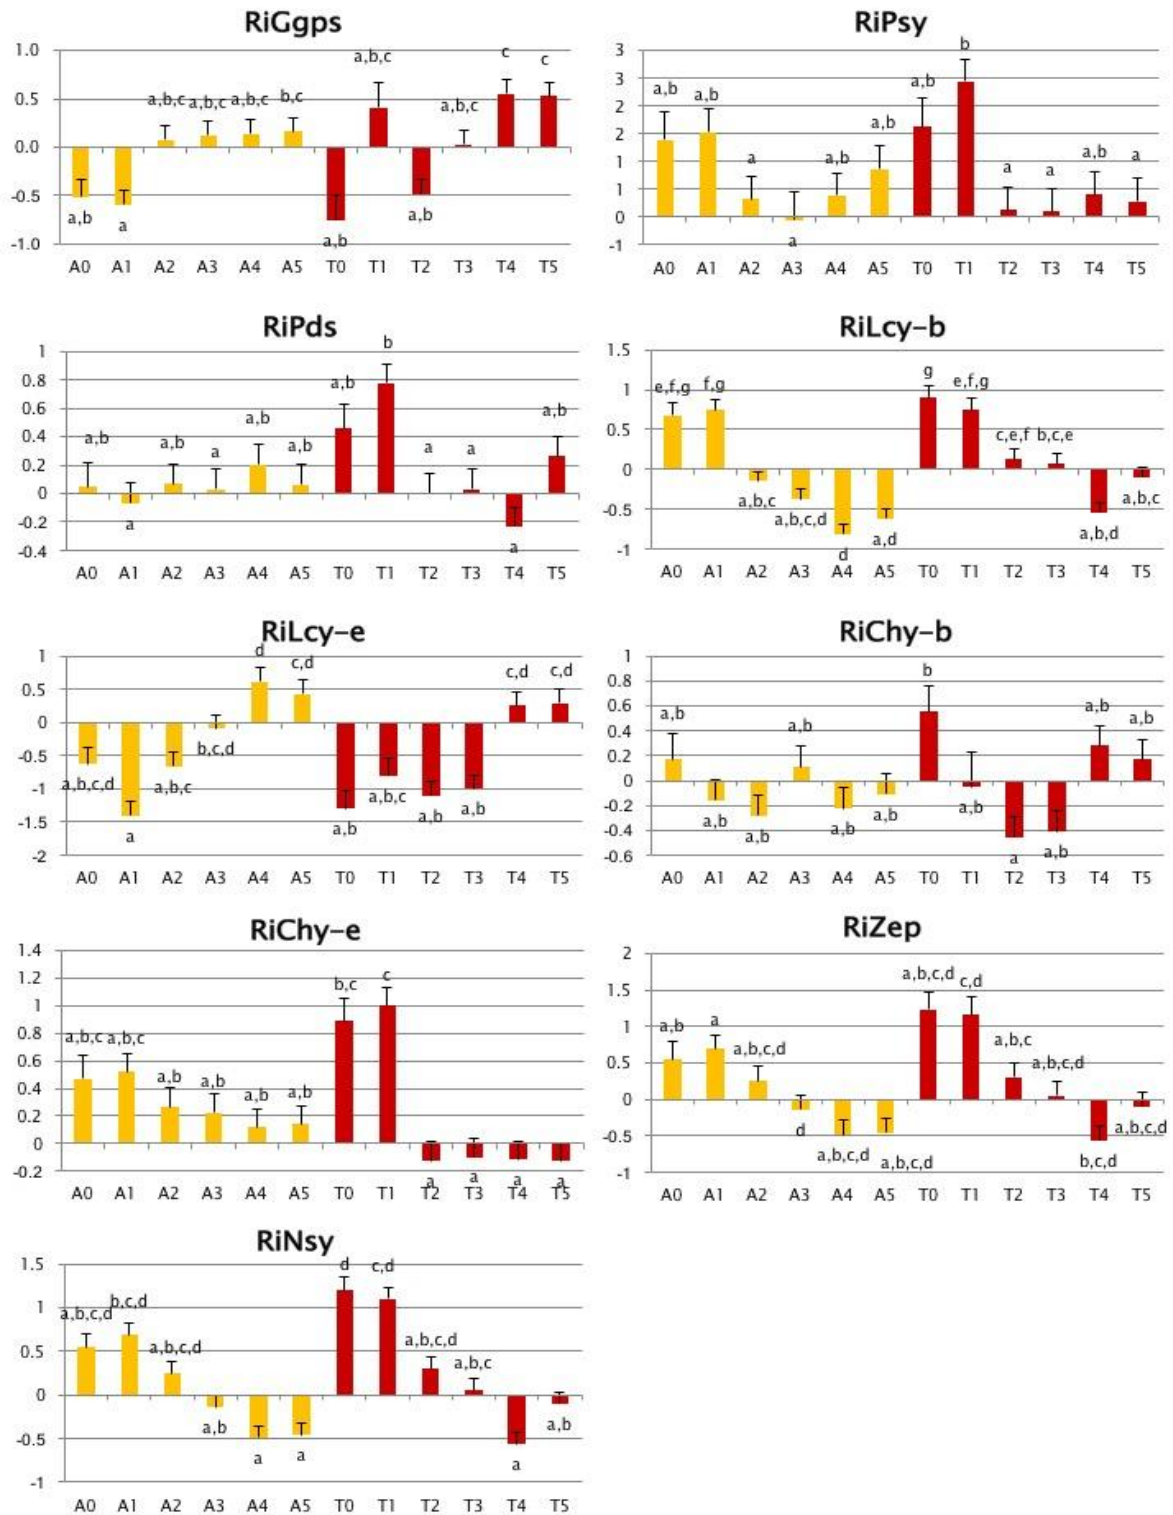 RiGgps
1.0
0.5
0.0
-0.5
-1.0
a,b
a
a,b,c
a,b,c
a,b,c
b,c
a,b
a,b,c
a,b
a,b,c
c
c
A0 A1 A2 A3 A4 A5 T0 T1 T2 T3 T4 T5
RiPsy
3
3
2
2
1
1
0
-1
a,b
a,b
a
a
a,b
a,b
a,b
b
a
a
a,b
a
A0 A1 A2 A3 A4 A5 T0 T1 T2 T3 T4 T5
RiPds
1
0.8
0.6
0.4
0.2
0
-0.2
-0.4
a,b
a
a,b
a
a,b
a,b
a,b
b
a
a
a
a,b
A0 A1 A2 A3 A4 A5 T0 T1 T2 T3 T4 T5
RiLcy-b
1.5
1
0.5
0
-0.5
-1
e,f,g
f,g
a,b,c
a,b,c,d
d
a,d
g
e,f,g
c,e,f
b,c,e
a,b,d
a,b,c
A0 A1 A2 A3 A4 A5 T0 T1 T2 T3 T4 T5
RiLcy-e
1
0.5
0
-0.5
-1
-1.5
-2
a,b,c,d
a
a,b,c
b,c,d
d
c,d
a,b
a,b,c
a,b
a,b
c,d
c,d
A0 A1 A2 A3 A4 A5 T0 T1 T2 T3 T4 T5
RiChy-b
1
0.8
0.6
0.4
0.2
0
-0.2
-0.4
-0.6
a,b
a,b
a,b
a,b
a,b
a,b
b
a,b
a
a,b
a,b
a,b
A0 A1 A2 A3 A4 A5 T0 T1 T2 T3 T4 T5
RiChy-e
1.4
1.2
1
0.8
0.6
0.4
0.2
0
-0.2
a,b,c
a,b,c
a,b
a,b
a,b
a,b
b,c
c
a
a
a
a
A0 A1 A2 A3 A4 A5 T0 T1 T2 T3 T4 T5
RiZep
2
1.5
1
0.5
0
-0.5
-1
a,b
a
a,b,c,d
d
a,b,c,d
a,b,c,d
a,b,c,d
c,d
a,b,c
a,b,c,d
b,c,d
a,b,c,d
A0 A1 A2 A3 A4 A5 T0 T1 T2 T3 T4 T5
RiNsy
1.5
1
0.5
0
-0.5
-1
a,b,c,d
b,c,d
a,b,c,d
a,b
a
a
d
c,d
a,b,c,d
a,b,c
a
a,b
A0 A1 A2 A3 A4 A5 T0 T1 T2 T3 T4 T5